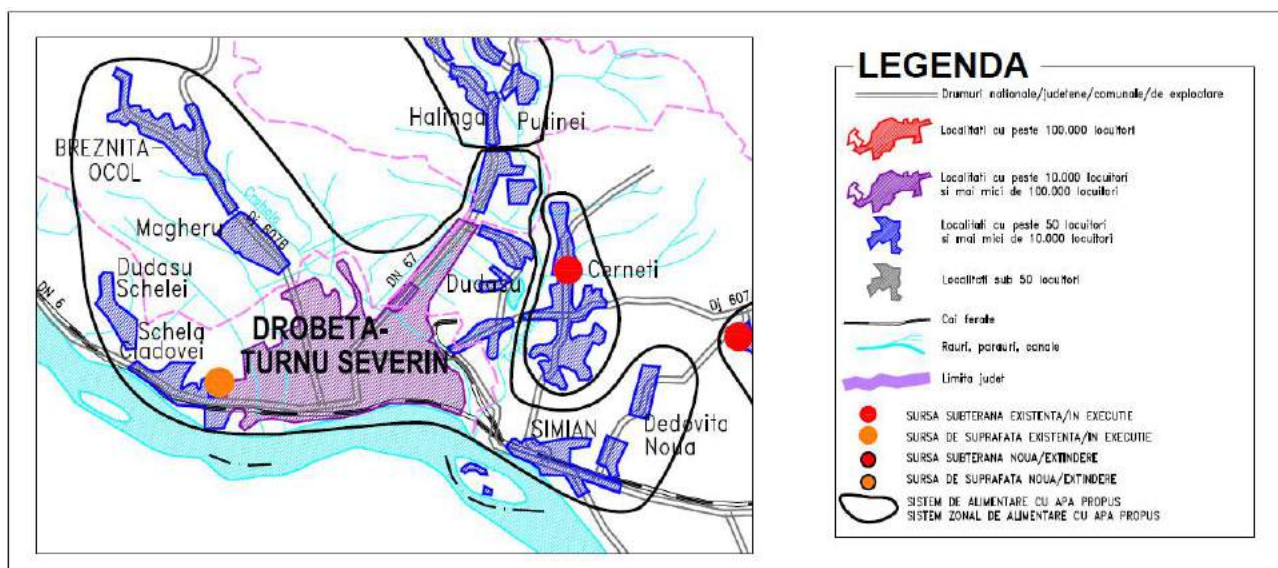 Halinga
Pulinei
BREZNITA-
OCOL
Magheru
Dj 607B
DN 67
Cerneti
Dudasu
Schelei
Dudasu
Dj 607
DN 6
Schela
Cladovei
DROBETA-
TURNU SEVERIN
SIMIAN
Dedovita
Noua
LEGENDA
Drumuri nationale/judetene/comunale/de exploatare
Localitati cu peste 100.000 locuitori
Localitati cu peste 10.000 locuitori
si mai mici de 100.000 locuitori
Localitati cu peste 50 locuitori
si mai mici de 10.000 locuitori
Localitati sub 50 locuitori
Cai ferate
Rauri, parauri, canale
Limita judet
SURSA SUBTERANA EXISTENTA/IN EXECUTIE
SURSA DE SUPRAFATA EXISTENTA/IN EXECUTIE
SURSA SUBTERANA NOUA/EXTINDERE
SURSA DE SUPRAFATA NOUA/EXTINDERE
SISTEM DE ALIMENTARE CU APA PROPUS
SISTEM ZONAL DE ALIMENTARE CU APA PROPUS